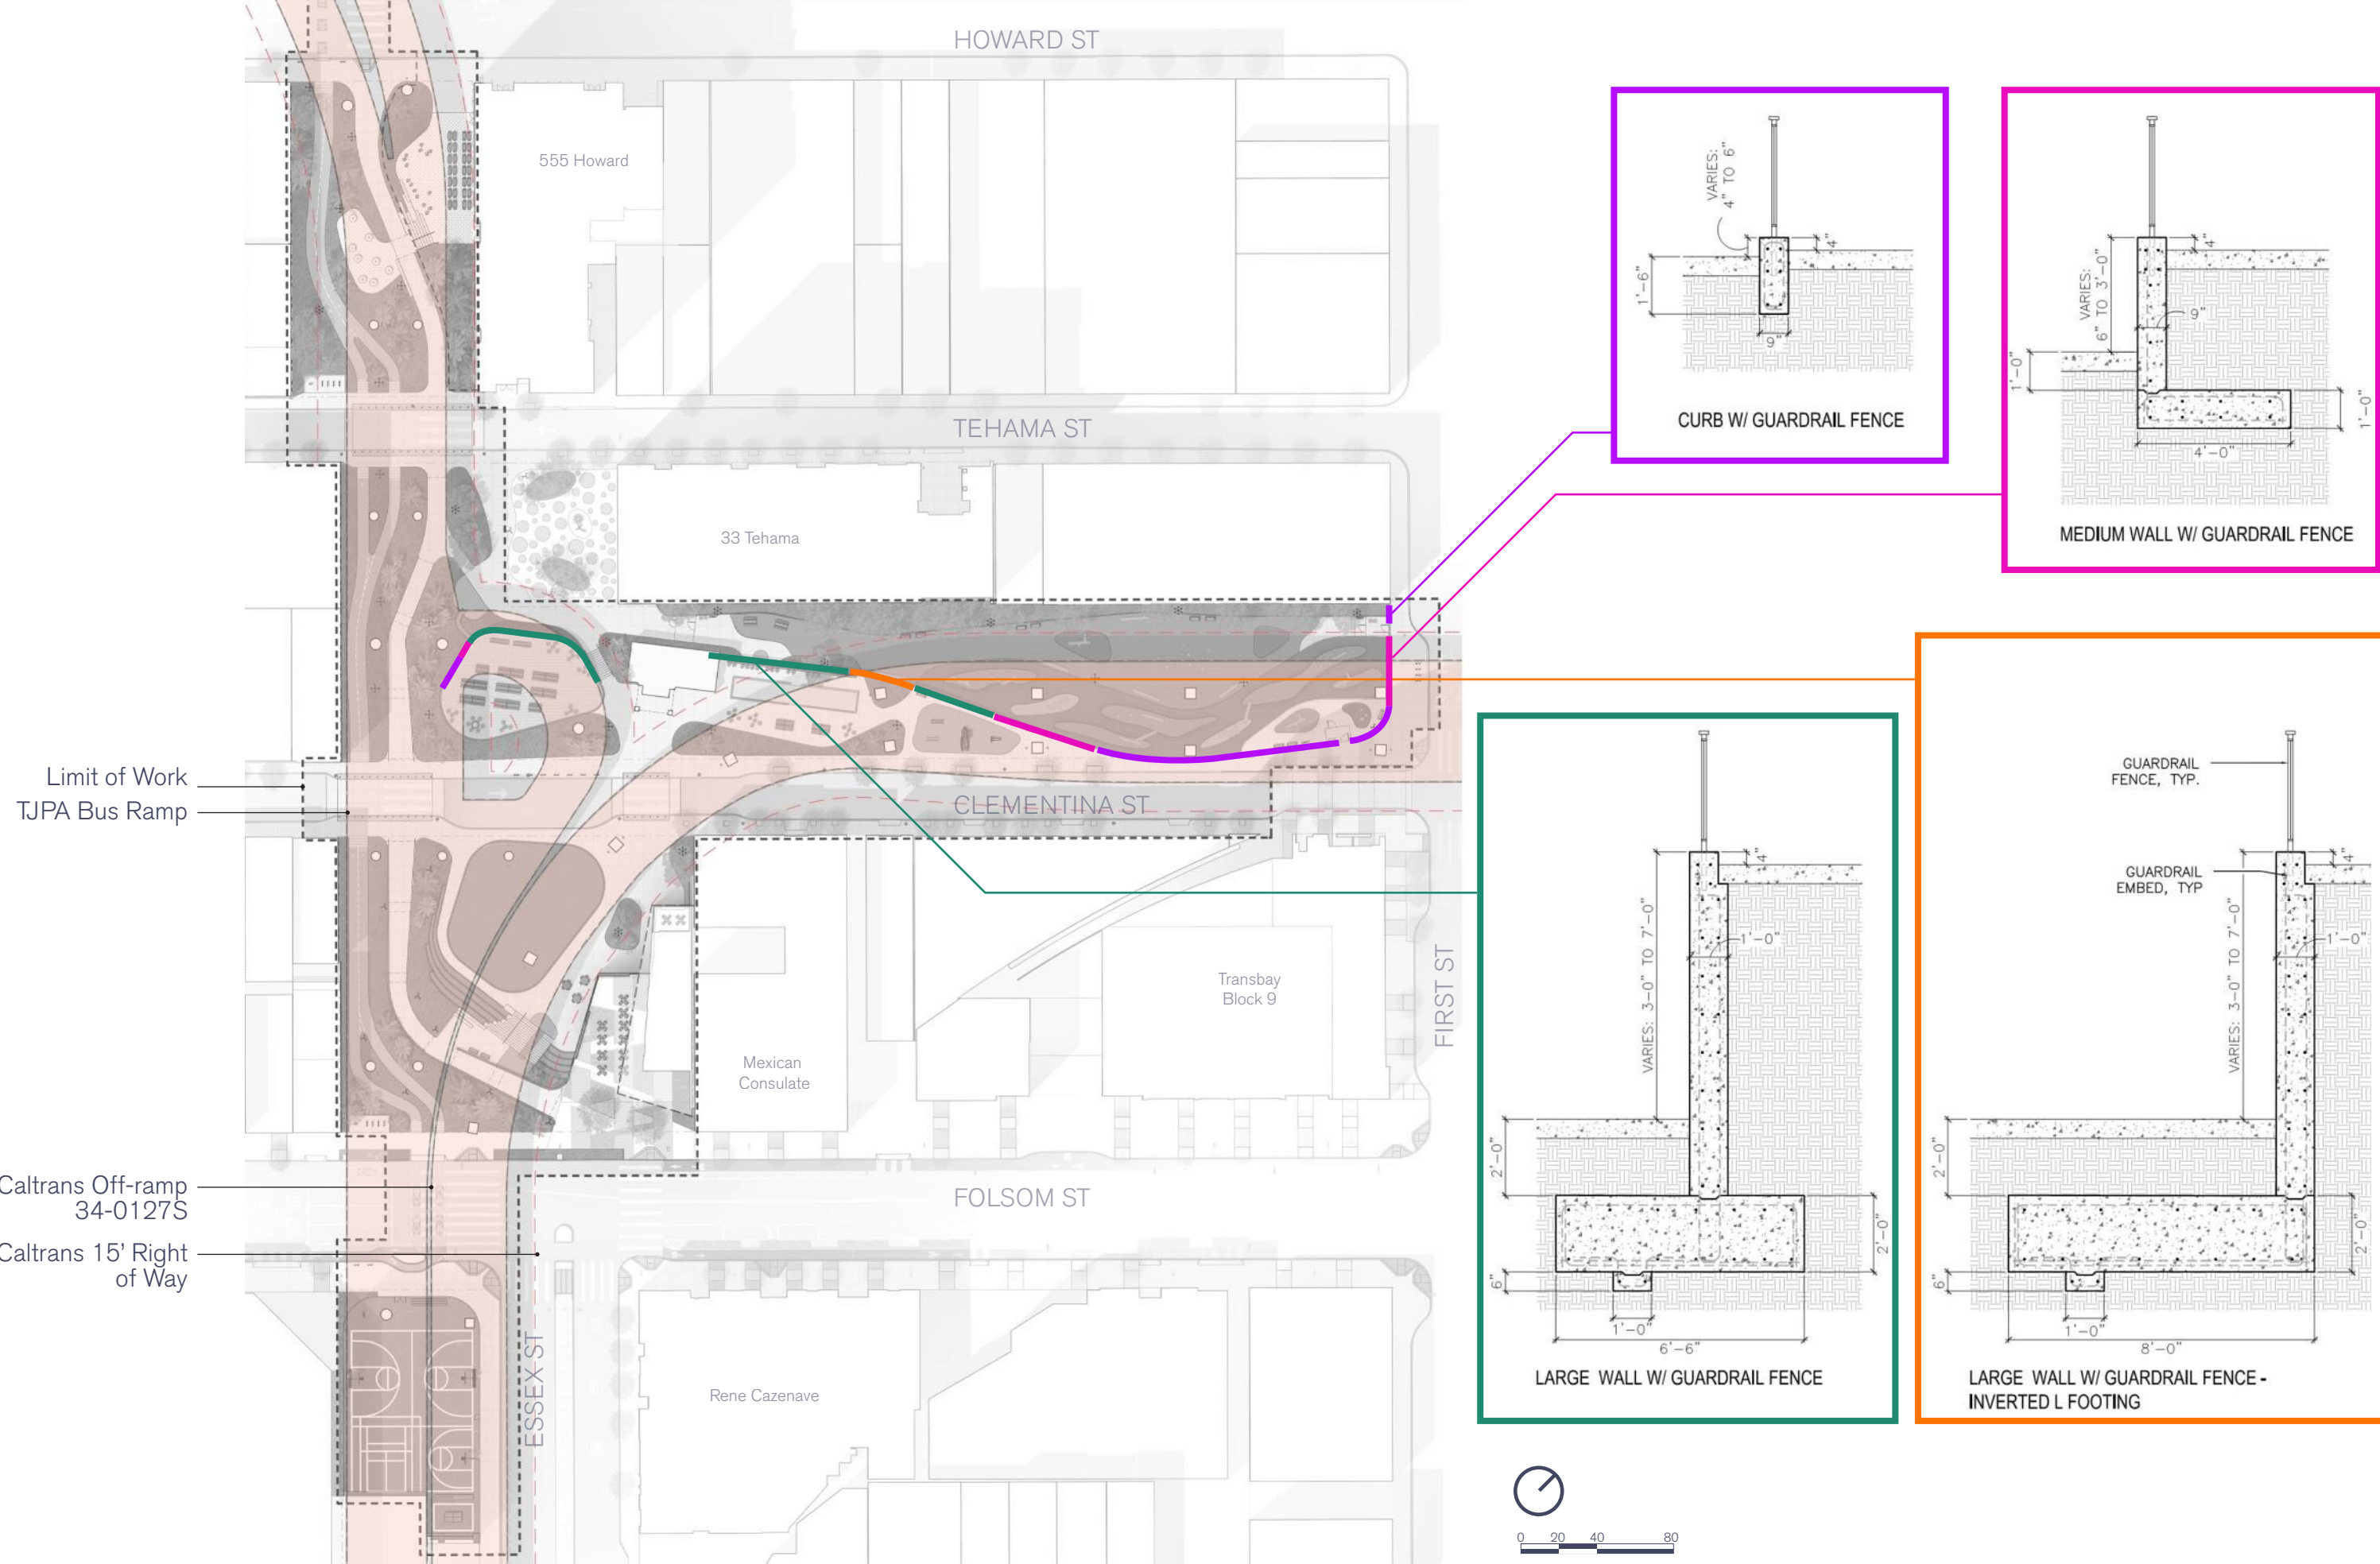 HOWARD ST
555 Howard
TEHAMA ST
33 Tehama
CLEMENTINA ST
FIRST ST
Transbay
Block 9
Mexican
Consulate
FOLSOM ST
ESSEX ST
Rene Cazenave
Limit of Work
TJPA Bus Ramp
Caltrans Off-ramp
34-0127S
Caltrans 15' Right
of Way
VARIES:
4" TO 6"
4"
1'-6"
9"
CURB W/ GUARDRAIL FENCE
4"
VARIES:
6" TO 3'-0"
9"
1'-0"
1'-0"
4'-0"
MEDIUM WALL W/ GUARDRAIL FENCE
4"
VARIES: 3-0" TO 7'-0"
1'-0"
2'-0"
2'-0"
6"
1'-0"
6'-6"
LARGE WALL W/ GUARDRAIL FENCE
GUARDRAIL
FENCE, TYP.
GUARDRAIL
EMBED, TYP
4"
VARIES: 3-0" TO 7'-0"
1'-0"
2'-0"
2'-0"
6"
1'-0"
8'-0"
LARGE WALL W/ GUARDRAIL FENCE -
INVERTED L FOOTING
0 20 40 80